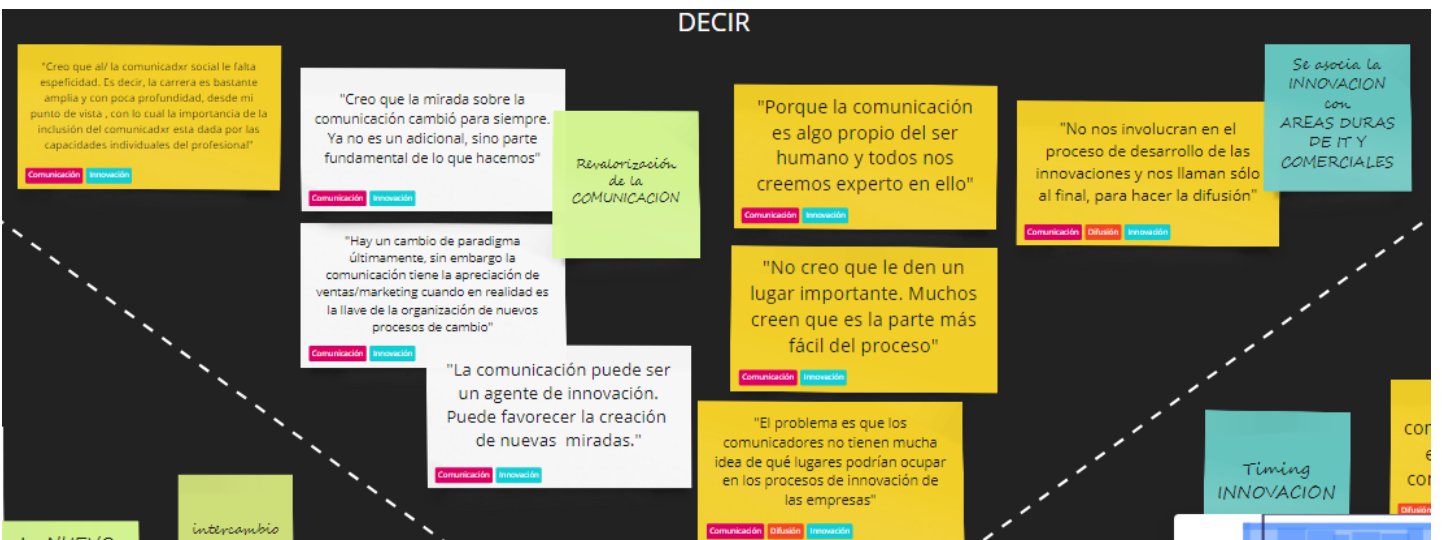 DECIR
"Creo que al/ la comunicadxr social le falta
espeficidad. Es decir, la carrera es bastante
amplia y con poca profundidad, desde mi
punto de vista , con lo cual la importancia de la
inclusión del comunicadxr esta dada por las
capacidades individuales del profesional"
Comunicación Innovación
"Creo que la mirada sobre la
comunicación cambió para siempre.
Ya no es un adicional, sino parte
fundamental de lo que hacemos"
Comunicación Innovación
Revalorización
de la
COMUNICACION
"Hay un cambio de paradigma
últimamente, sin embargo la
comunicación tiene la apreciación de
ventas/marketing cuando en realidad es
la llave de la organización de nuevos
procesos de cambio"
Comunicación Innovación
"La comunicación puede ser
un agente de innovación.
Puede favorecer la creación
de nuevas miradas."
Comunicación Innovación
"Porque la comunicación
es algo propio del ser
humano y todos nos
creemos experto en ello"
Comunicación Innovación
"No creo que le den un
lugar importante. Muchos
creen que es la parte más
fácil del proceso"
Comunicación Innovación
"El problema es que los
comunicadores no tienen mucha
idea de qué lugares podrían ocupar
en los procesos de innovación de
las empresas"
Comunicación Difusión Innovación
"No nos involucran en el
proceso de desarrollo de las
innovaciones y nos llaman sólo
al final, para hacer la difusión"
Comunicación Difusión Innovación
Se asocia la
INNOVACION
con
AREAS DURAS
DE IT Y
COMERCIALES
Timing
INNOVACION
intercambio
NUEVO
con
e
cor
Difusión